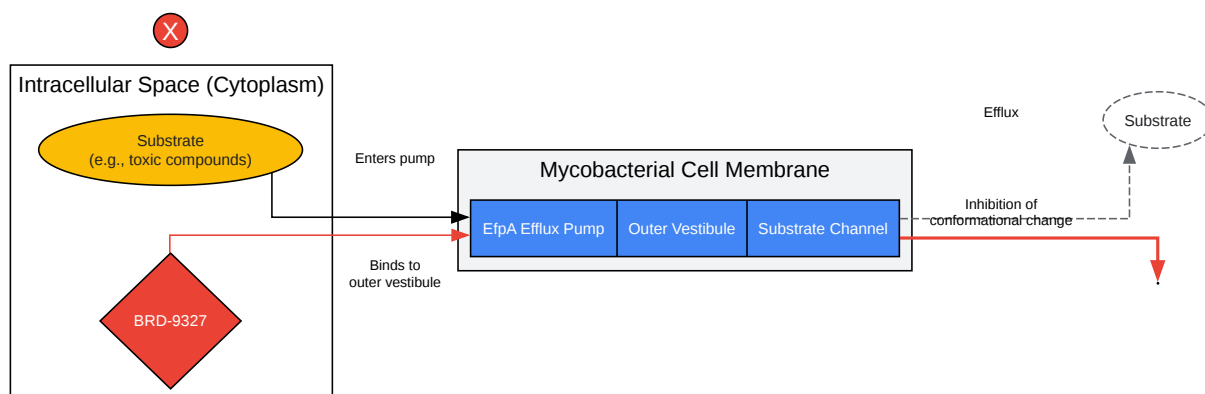 X
Intracellular Space (Cytoplasm)
Substrate
(e.g., toxic compounds)
BRD-9327
Enters pump
Binds to
outer vestibule
Mycobacterial Cell Membrane
EfpA Efflux Pump
Outer Vestibule
Substrate Channel
Efflux
Substrate
Inhibition of
conformational change